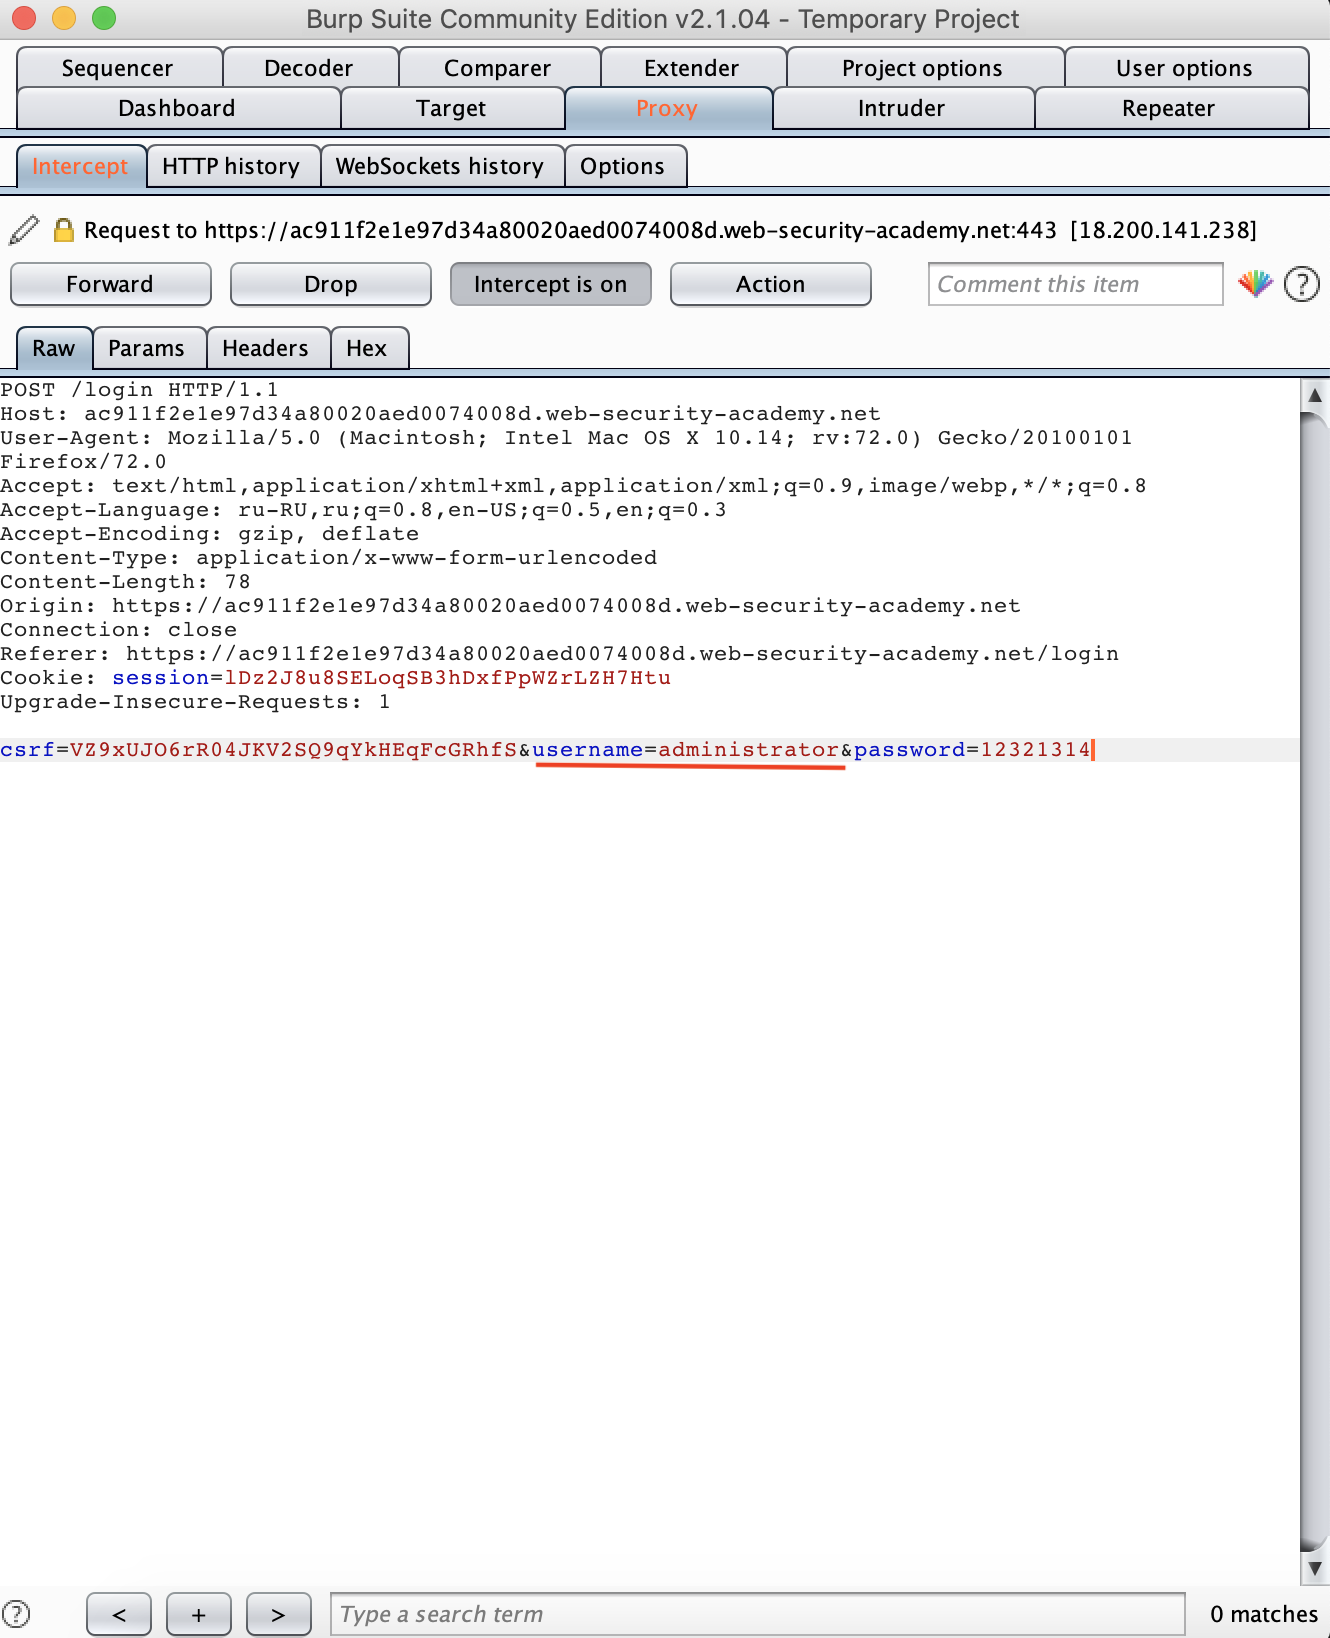 Burp Suite Community Edition v2.1.04 - Temporary Project
Sequencer Decoder Comparer Extender Project options User options
Dashboard Target Proxy Intruder Repeater
Intercept HTTP history WebSockets history Options
Request to https://ac911f2e1e97d34a80020aed0074008d.web-security-academy.net:443 [18.200.141.238]
Forward Drop Intercept is on Action Comment this item ?
Raw Params Headers Hex
POST /login HTTP/1.1
Host: ac911f2e1e97d34a80020aed0074008d.web-security-academy.net
User-Agent: Mozilla/5.0 (Macintosh; Intel Mac OS X 10.14; rv:72.0) Gecko/20100101
Firefox/72.0
Accept: text/html,application/xhtml+xml,application/xml;q=0.9,image/webp,*/*;q=0.8
Accept-Language: ru-RU,ru;q=0.8,en-US;q=0.5,en;q=0.3
Accept-Encoding: gzip, deflate
Content-Type: application/x-www-form-urlencoded
Content-Length: 78
Origin: https://ac911f2e1e97d34a80020aed0074008d.web-security-academy.net
Connection: close
Referer: https://ac911f2e1e97d34a80020aed0074008d.web-security-academy.net/login
Cookie: session=lDz2J8u8SELoqSB3hDxfPpWZrLZH7Htu
Upgrade-Insecure-Requests: 1
csrf=VZ9xUJO6rR04JKV2SQ9qYkHEqFcGRhfS&username=administrator&password=12321314
? < + > Type a search term 0 matches